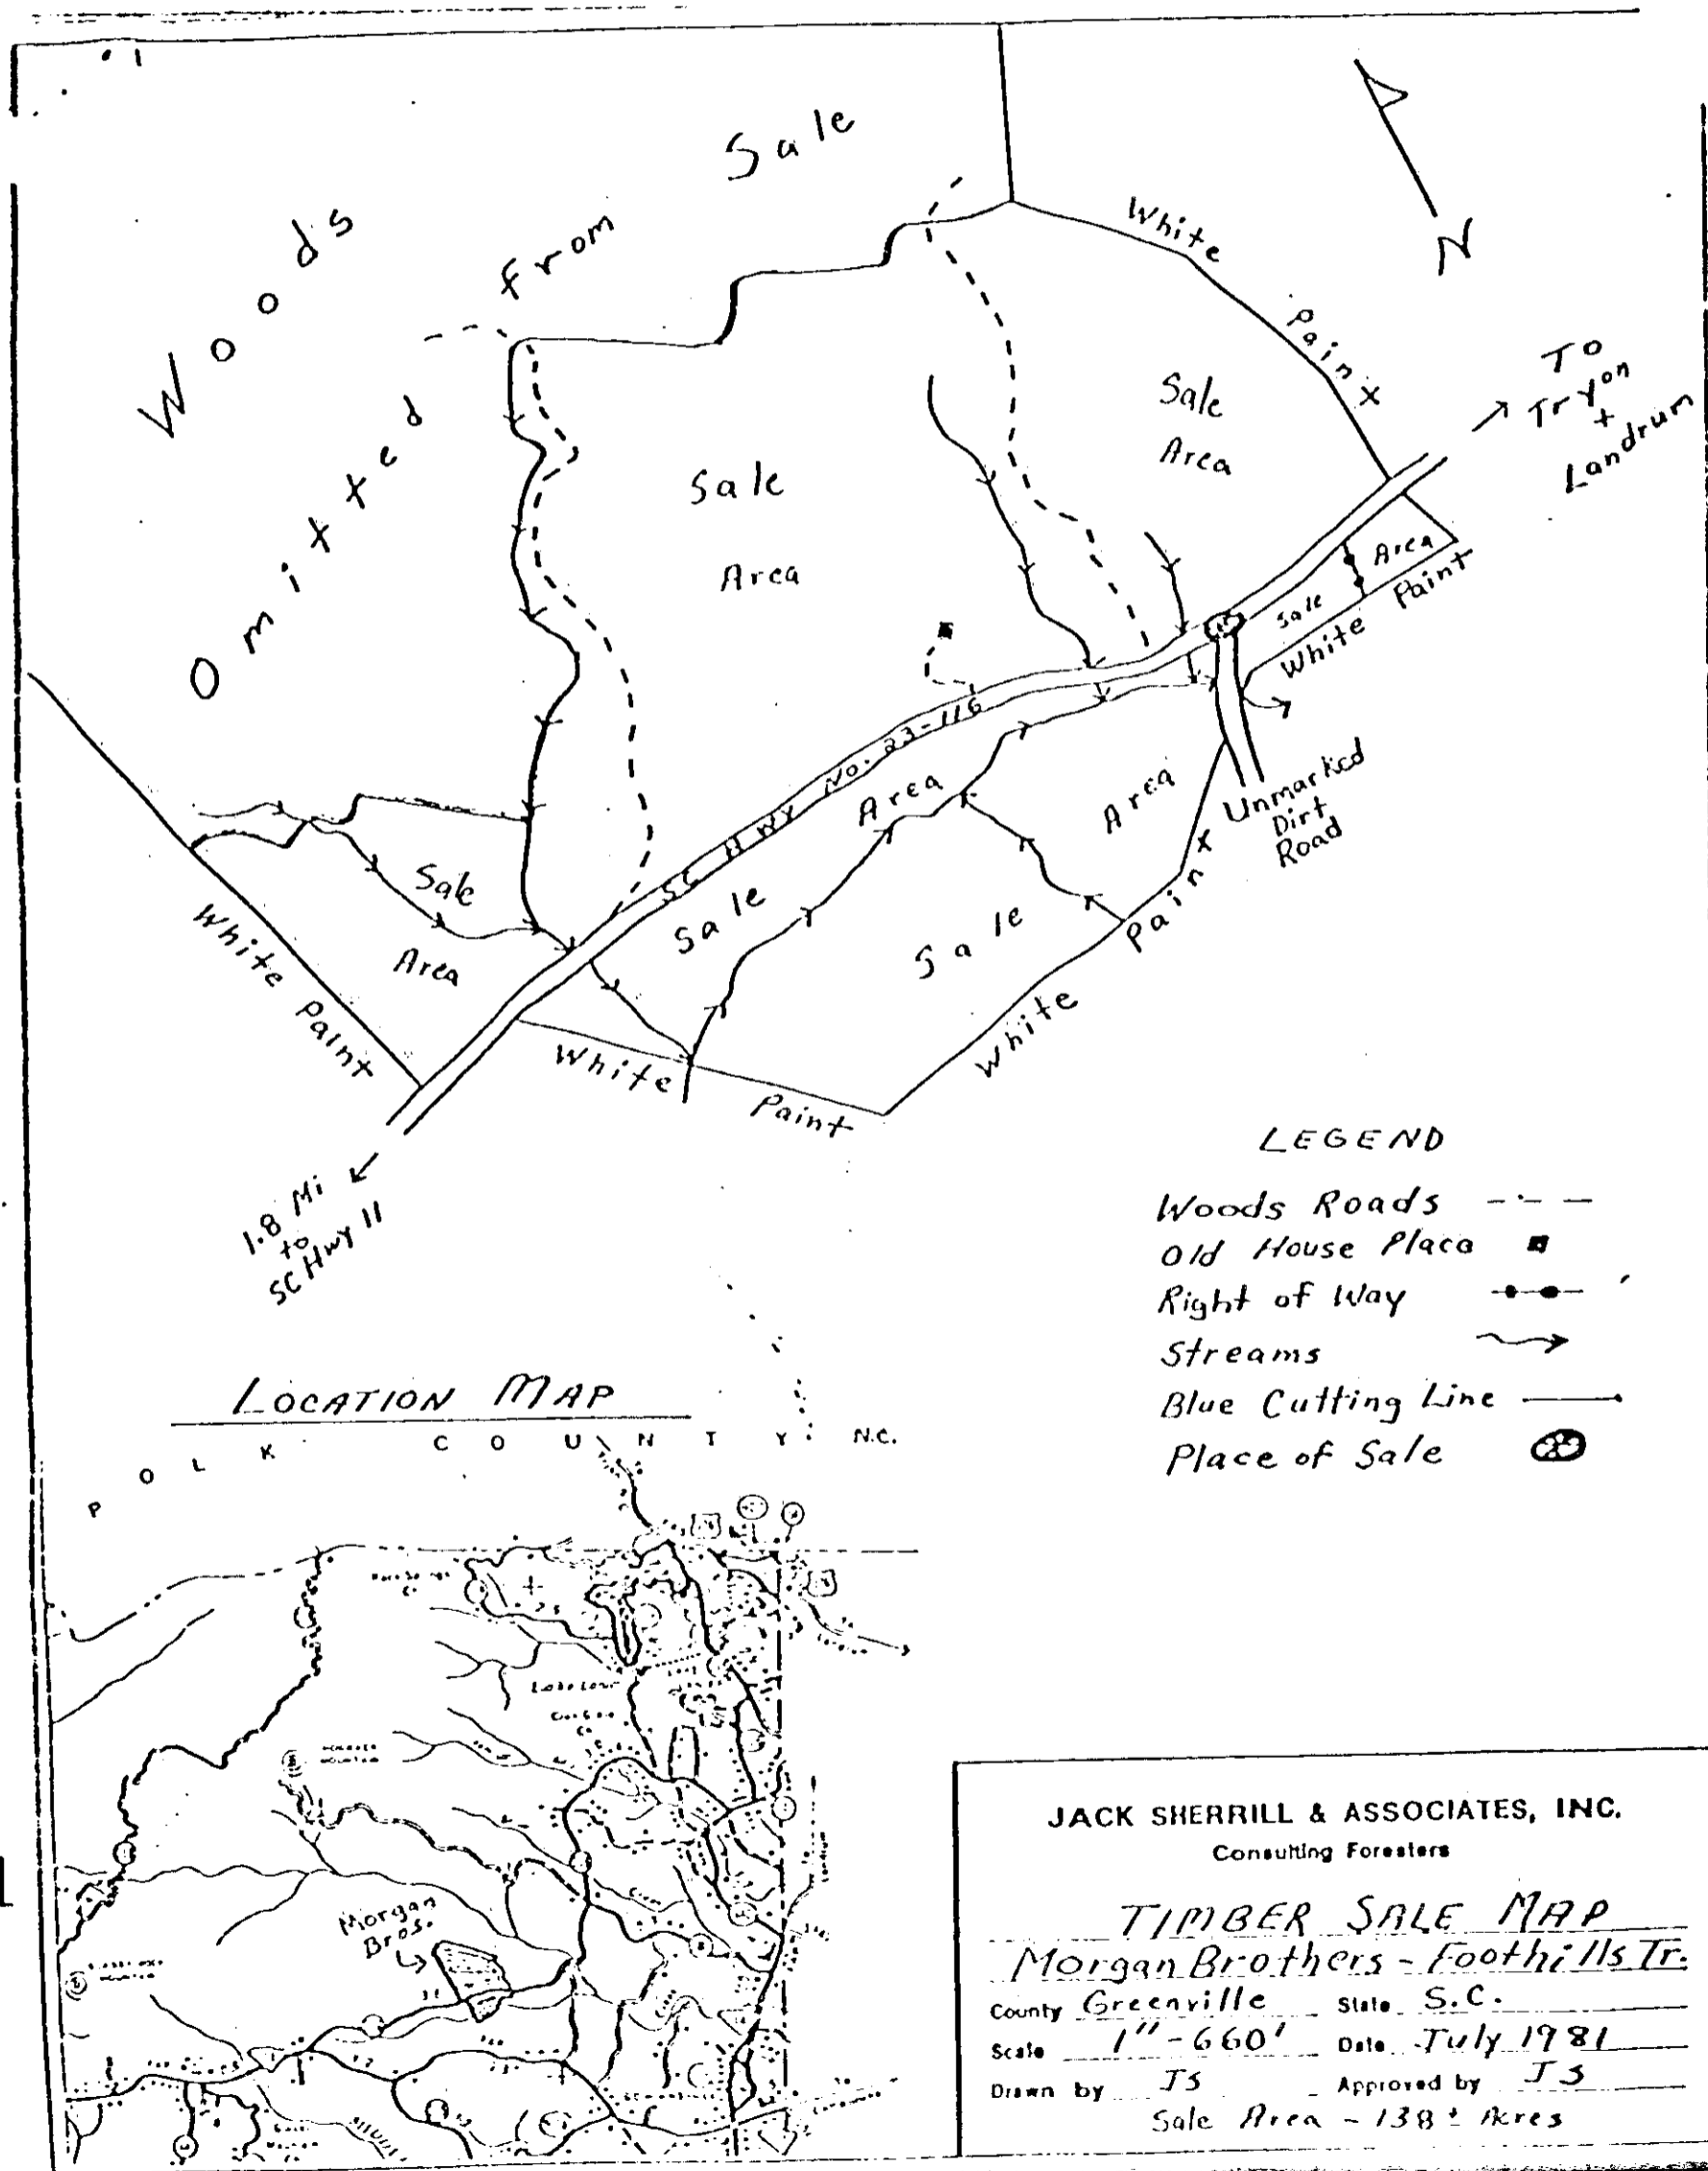 Woods
Omitted from Sale
White Paint
N
To
Tryon
+
Landrum
Sale
Area
Sale
Area
Sale Area
White Paint
SC HWY No. 23-116
Sale Area
Sale Area
Unmarked
Dirt
Road
Sale
Area
White Paint
White Paint
White Paint
1.8 Mi
to
SC Hwy 11
LEGEND
Woods Roads
Old House Place
Right of Way
Streams
Blue Cutting Line
Place of Sale
LOCATION MAP
POLK COUNTY N.C.
Morgan
Bros.
JACK SHERRILL & ASSOCIATES, INC.
Consulting Foresters
TIMBER SALE MAP
Morgan Brothers - Foothills Tr.
County Greenville State S.C.
Scale 1" - 660' Date July 1981
Drawn by JS Approved by JS
Sale Area - 138± Acres